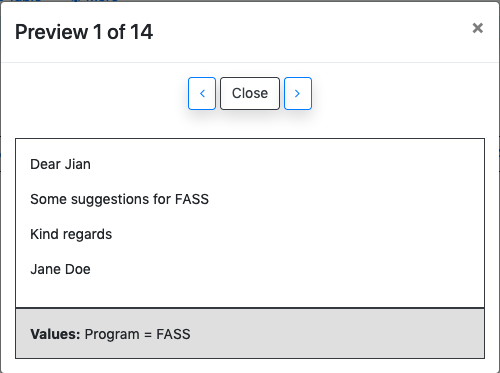 Preview 1 of 14
×
<
Close
>
Dear Jian
Some suggestions for FASS
Kind regards
Jane Doe
Values: Program = FASS